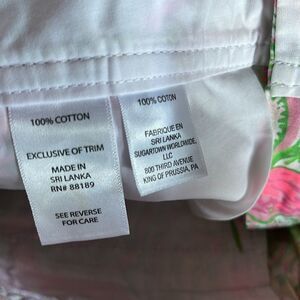 100% COTTON
EXCLUSIVE OF TRIM
MADE IN
SRI LANKA
RN# 88189
SEE REVERSE
FOR CARE
100% COTON
FABRIQUE EN
SRI LANKA
SUGARTOWN WORLDWIDE,
LLC
800 THIRD AVENUE
KING OF PRUSSIA, PA